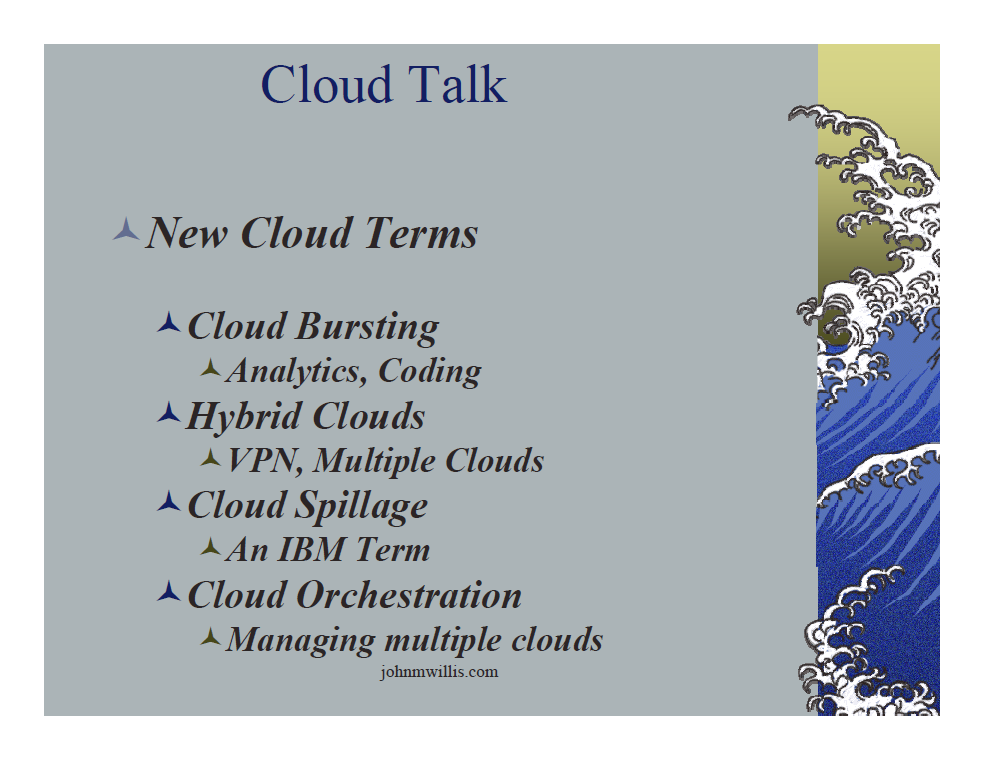 Cloud Talk
New Cloud Terms
Cloud Bursting
Analytics, Coding
Hybrid Clouds
VPN, Multiple Clouds
Cloud Spillage
An IBM Term
Cloud Orchestration
Managing multiple clouds
johnmwillis.com